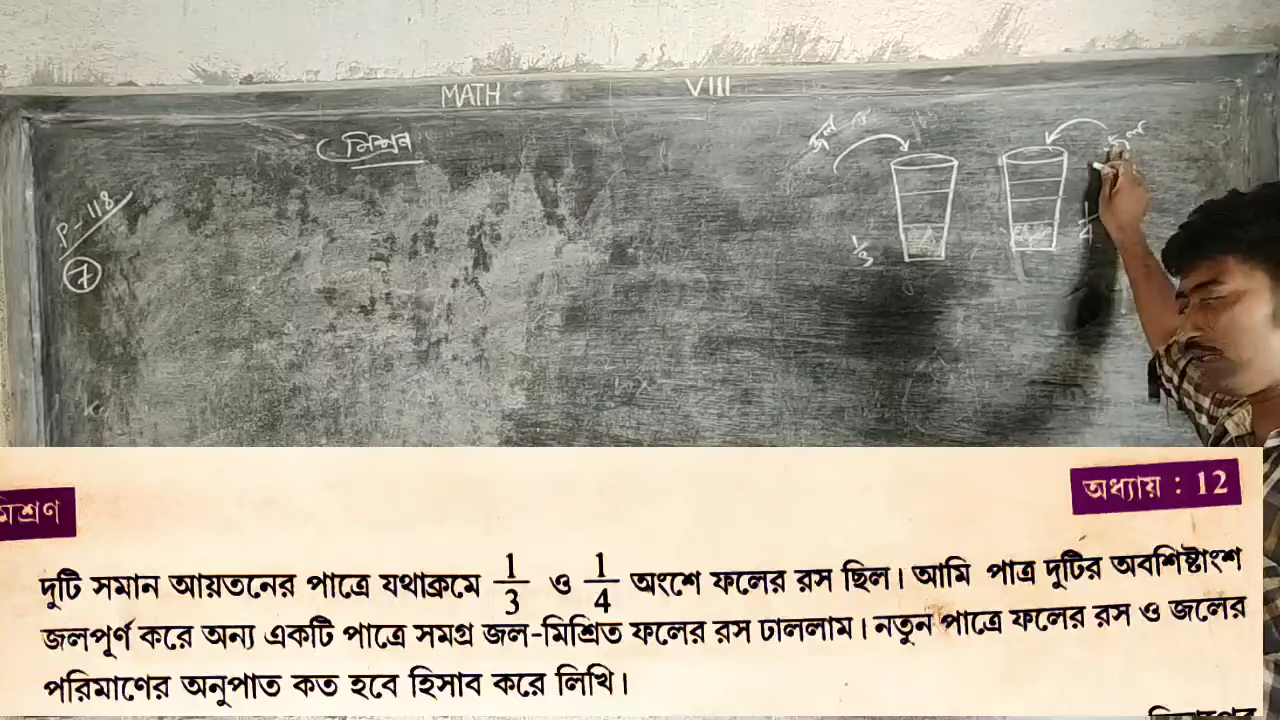 MATH VIII
মিশ্রন
জল
জল
P-118
7
1/3
1/4
মিশ্রণ
অধ্যায় : 12
দুটি সমান আয়তনের পাত্রে যথাক্রমে 1/3 ও 1/4 অংশে ফলের রস ছিল। আমি পাত্র দুটির অবশিষ্টাংশ
জলপূর্ণ করে অন্য একটি পাত্রে সমগ্র জল-মিশ্রিত ফলের রস ঢাললাম। নতুন পাত্রে ফলের রস ও জলের
পরিমাণের অনুপাত কত হবে হিসাব করে লিখি।